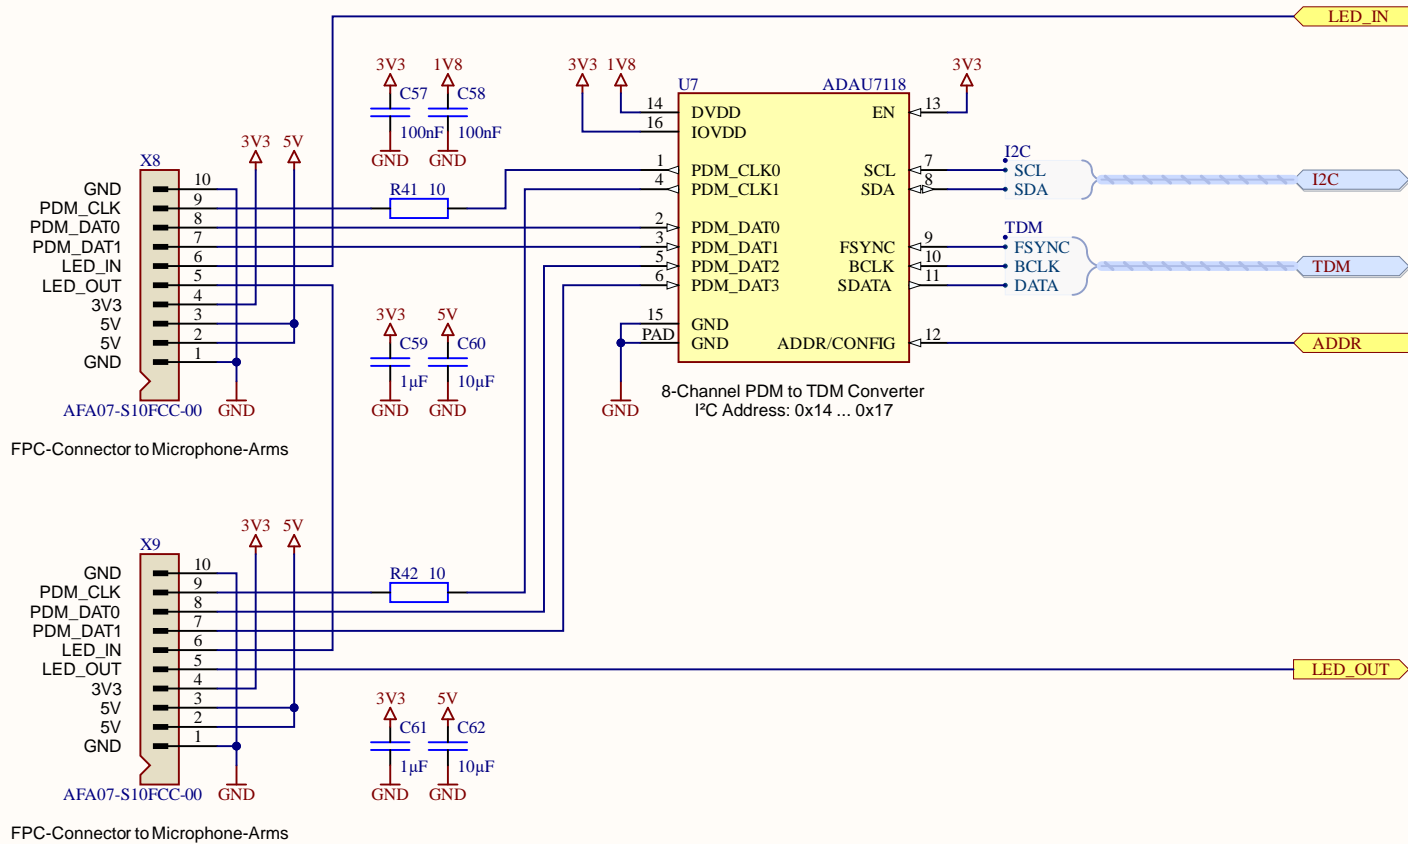 LED_IN
3V3 1V8 3V3 1V8 3V3
C57 C58 U7 ADAU7118
100nF 100nF
GND GND
14 DVDD EN 13
16 IOVDD
1 PDM_CLK0 SCL 7
4 PDM_CLK1 SDA 8
2 PDM_DAT0
3 PDM_DAT1 FSYNC 9
5 PDM_DAT2 BCLK 10
6 PDM_DAT3 SDATA 11
15 GND
PAD GND ADDR/CONFIG 12
I2C
SCL
SDA
I2C
TDM
FSYNC
BCLK
DATA
TDM
ADDR
GND
8-Channel PDM to TDM Converter
I²C Address: 0x14 ... 0x17
3V3 5V
X8
R41 10
GND 10
PDM_CLK 9
PDM_DAT0 8
PDM_DAT1 7
LED_IN 6
LED_OUT 5
3V3 4
5V 3
5V 2
GND 1
AFA07-S10FCC-00 GND
3V3 5V
C59 C60
1µF 10µF
GND GND
FPC-Connector to Microphone-Arms
3V3 5V
X9
R42 10
GND 10
PDM_CLK 9
PDM_DAT0 8
PDM_DAT1 7
LED_IN 6
LED_OUT 5
3V3 4
5V 3
5V 2
GND 1
LED_OUT
AFA07-S10FCC-00 GND
3V3 5V
C61 C62
1µF 10µF
GND GND
FPC-Connector to Microphone-Arms